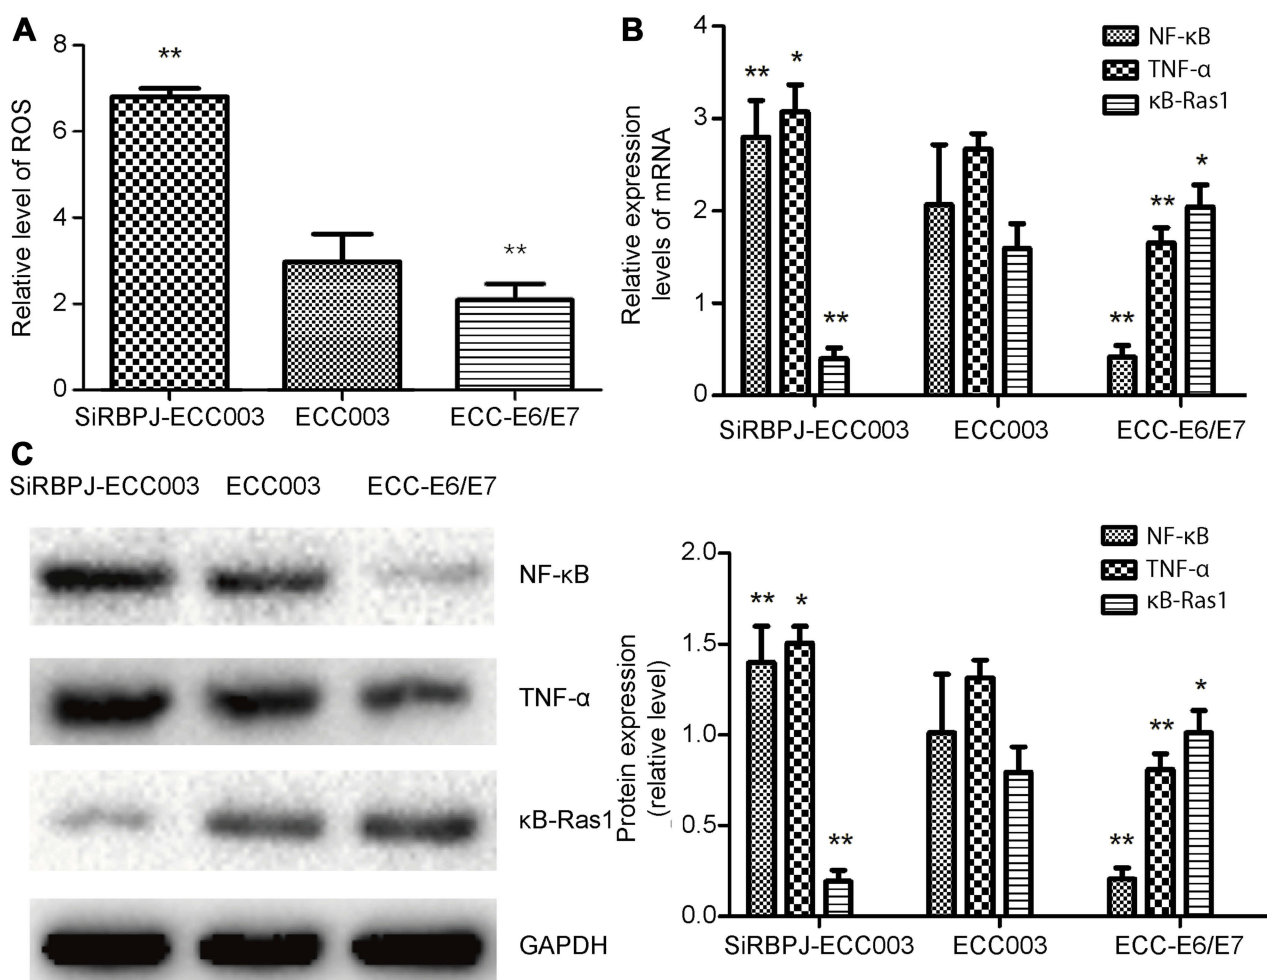 A
8
6
4
2
0
Relative level of ROS
**
**
SiRBPJ-ECC003 ECC003 ECC-E6/E7
B
4
3
2
1
0
Relative expression
levels of mRNA
** *
**
**
**
*
NF-κB
TNF-α
κB-Ras1
SiRBPJ-ECC003 ECC003 ECC-E6/E7
C
SiRBPJ-ECC003 ECC003 ECC-E6/E7
NF-κB
TNF-α
κB-Ras1
GAPDH
2.0
1.5
1.0
0.5
0.0
Protein expression
(relative level)
** *
**
**
**
*
NF-κB
TNF-α
κB-Ras1
SiRBPJ-ECC003 ECC003 ECC-E6/E7